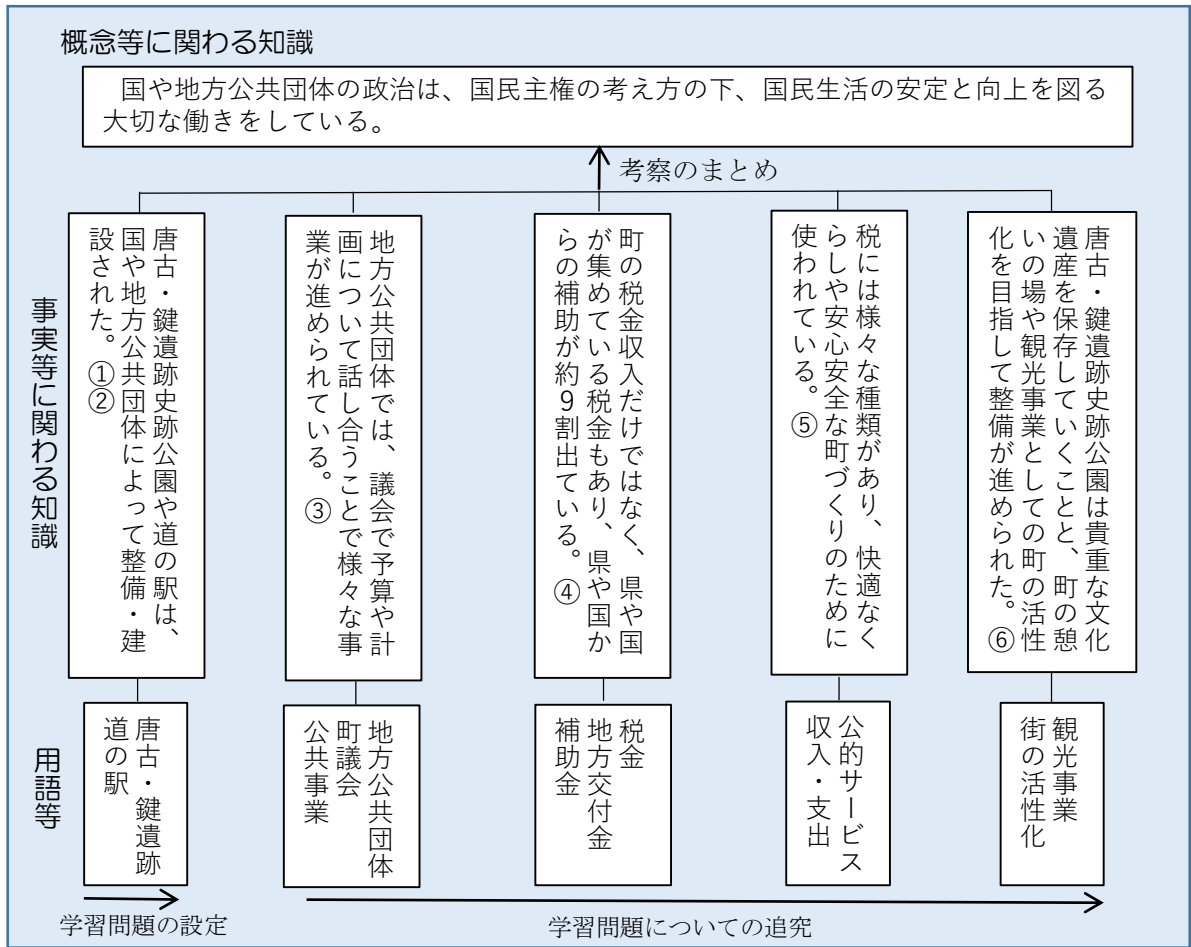 概念等に関わる知識
国や地方公共団体の政治は、国民主権の考え方の下、国民生活の安定と向上を図る
大切な働きをしている。
考察のまとめ
事実等に関わる知識
唐古・鍵遺跡史跡公園や道の駅は、
国や地方公共団体によって整備・建
設された。①②
地方公共団体では、議会で予算や計
画について話し合うことで様々な事
業が進められている。③
町の税金収入だけではなく、県や国
が集めている税金もあり、県や国か
らの補助が約9割出ている。④
税には様々な種類があり、快適なく
らしや安心安全な町づくりのために
使われている。⑤
唐古・鍵遺跡史跡公園は貴重な文化
遺産を保存していくことと、町の憩
いの場や観光事業としての町の活性
化を目指して整備が進められた。⑥
用語等
唐古・鍵遺跡
道の駅
地方公共団体
町議会
公共事業
税金
地方交付金
補助金
公的サービス
収入・支出
観光事業
街の活性化
学習問題の設定
学習問題についての追究